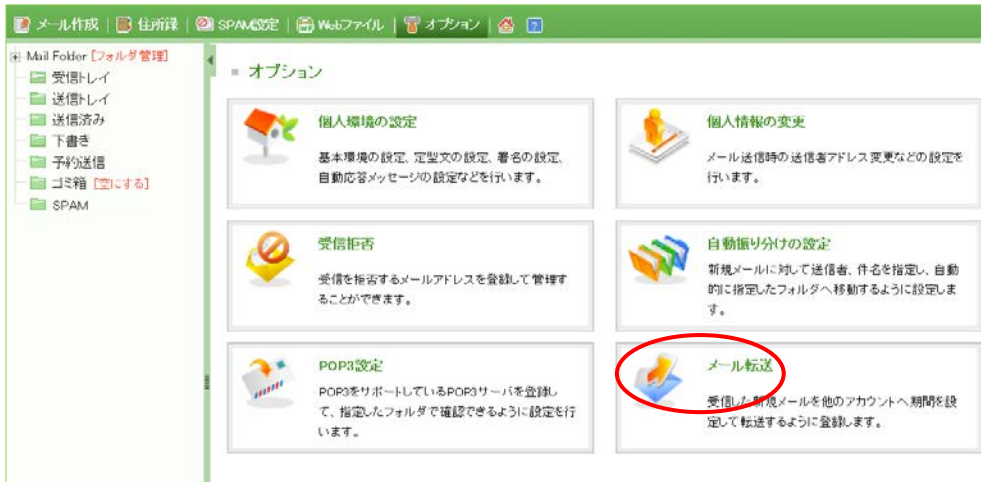 メール作成 | 住所録 | SPAM設定 | Webファイル | オプション
Mail Folder [フォルダ管理]
受信トレイ
送信トレイ
送信済み
下書き
予約送信
ゴミ箱 [空にする]
SPAM
オプション
個人環境の設定
基本環境の設定、定型文の設定、署名の設定、
自動応答メッセージの設定などを行います。
個人情報の変更
メール送信時の送信者アドレス変更などの設定を
行います。
受信拒否
受信を拒否するメールアドレスを登録して管理す
ることができます。
自動振り分けの設定
新規メールに対して送信者、件名を指定し、自動
的に指定したフォルダへ移動するように設定しま
す。
POP3設定
POP3をサポートしているPOP3サーバを登録し
て、指定したフォルダで確認できるように設定を行
います。
メール転送
受信した新規メールを他のアカウントへ期間を設
定して転送するように登録します。